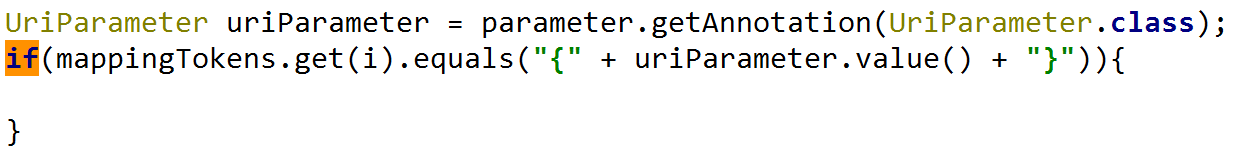 UriParameter uriParameter = parameter.getAnnotation(UriParameter.class);
if(mappingTokens.get(i).equals("{" + uriParameter.value() + "}")){
}